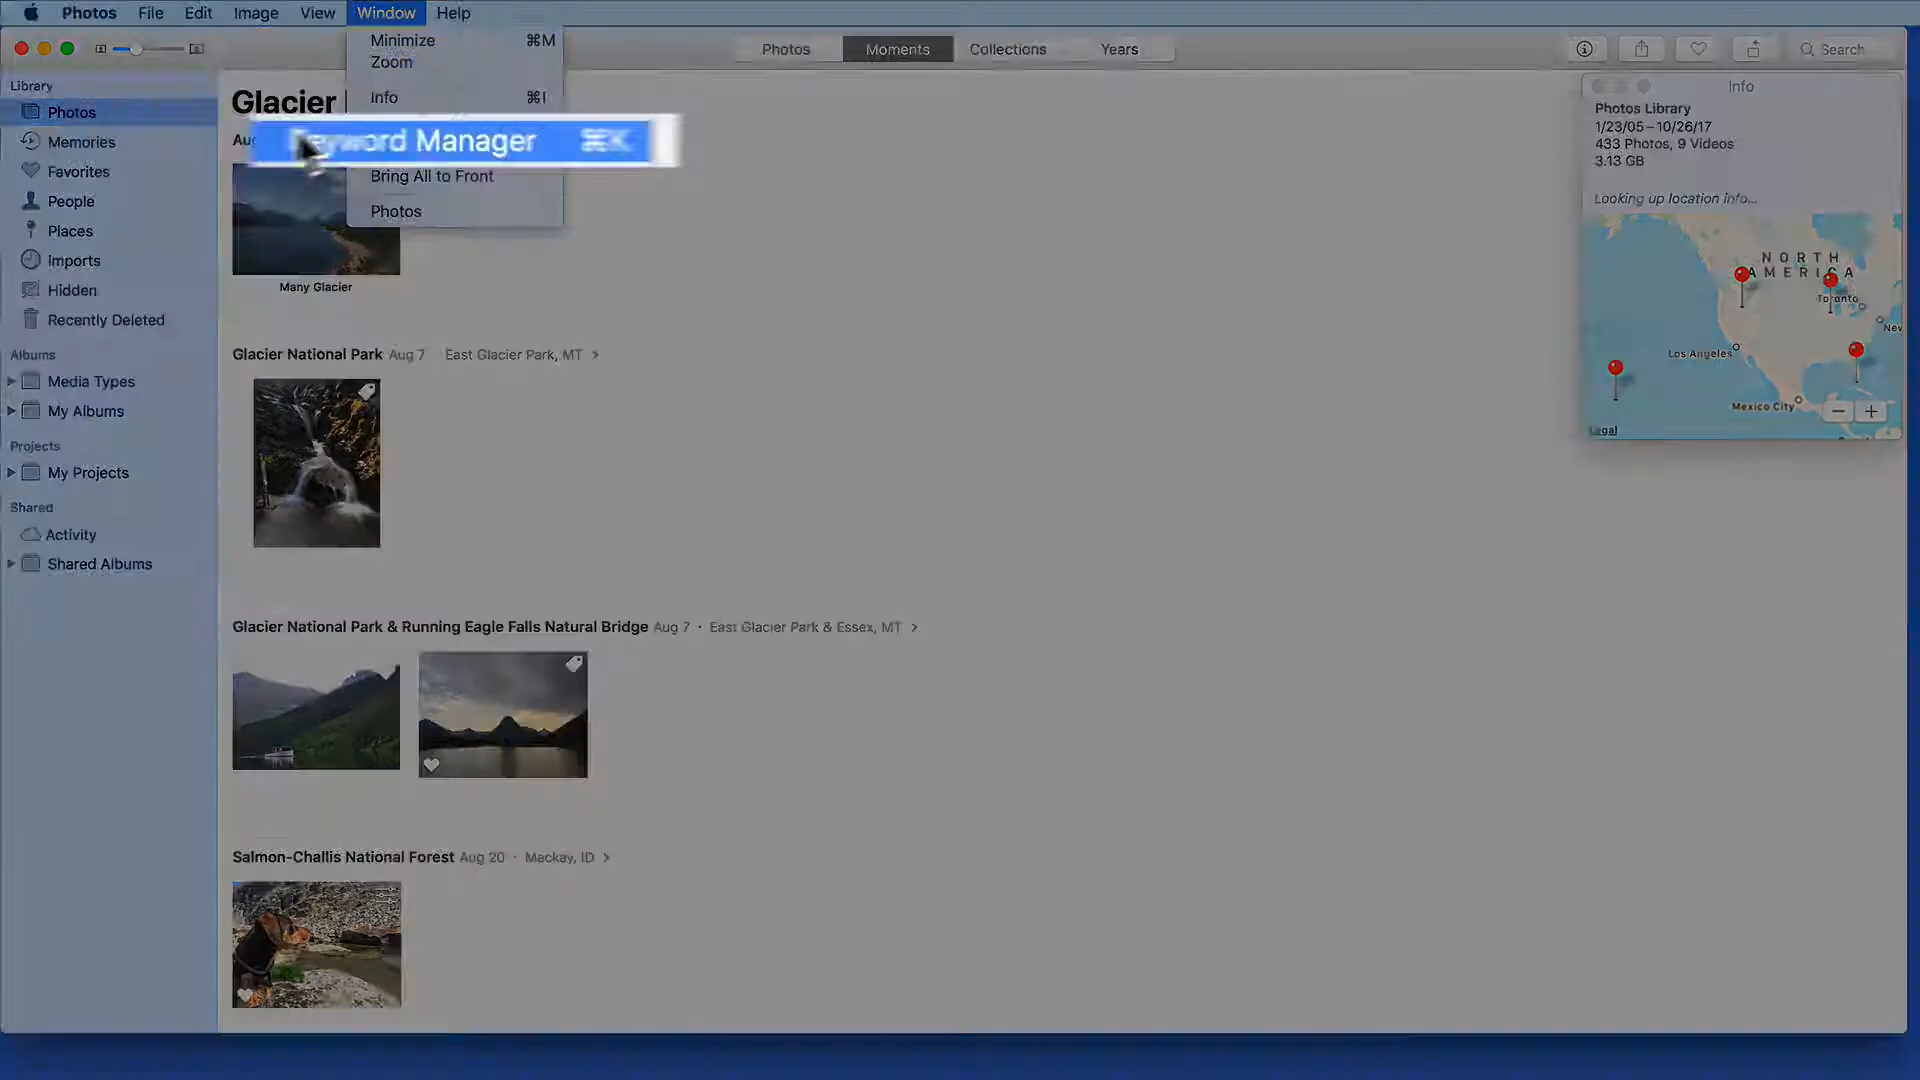 Photos File Edit Image View Window Help
Minimize ⌘M
Zoom
Info ⌘I
Keyword Manager ⌘K
Bring All to Front
Photos
Photos Moments Collections Years
Search
Library
Photos
Memories
Favorites
People
Places
Imports
Hidden
Recently Deleted
Albums
Media Types
My Albums
Projects
My Projects
Shared
Activity
Shared Albums
Glacier
Many Glacier
Glacier National Park Aug 7 East Glacier Park, MT >
Glacier National Park & Running Eagle Falls Natural Bridge Aug 7 · East Glacier Park & Essex, MT >
Salmon-Challis National Forest Aug 20 · Mackay, ID >
Info
Photos Library
1/23/05–10/26/17
433 Photos, 9 Videos
3.13 GB
Looking up location info...
NORTH
AMERICA
Toronto
New
Los Angeles
Mexico City
Legal